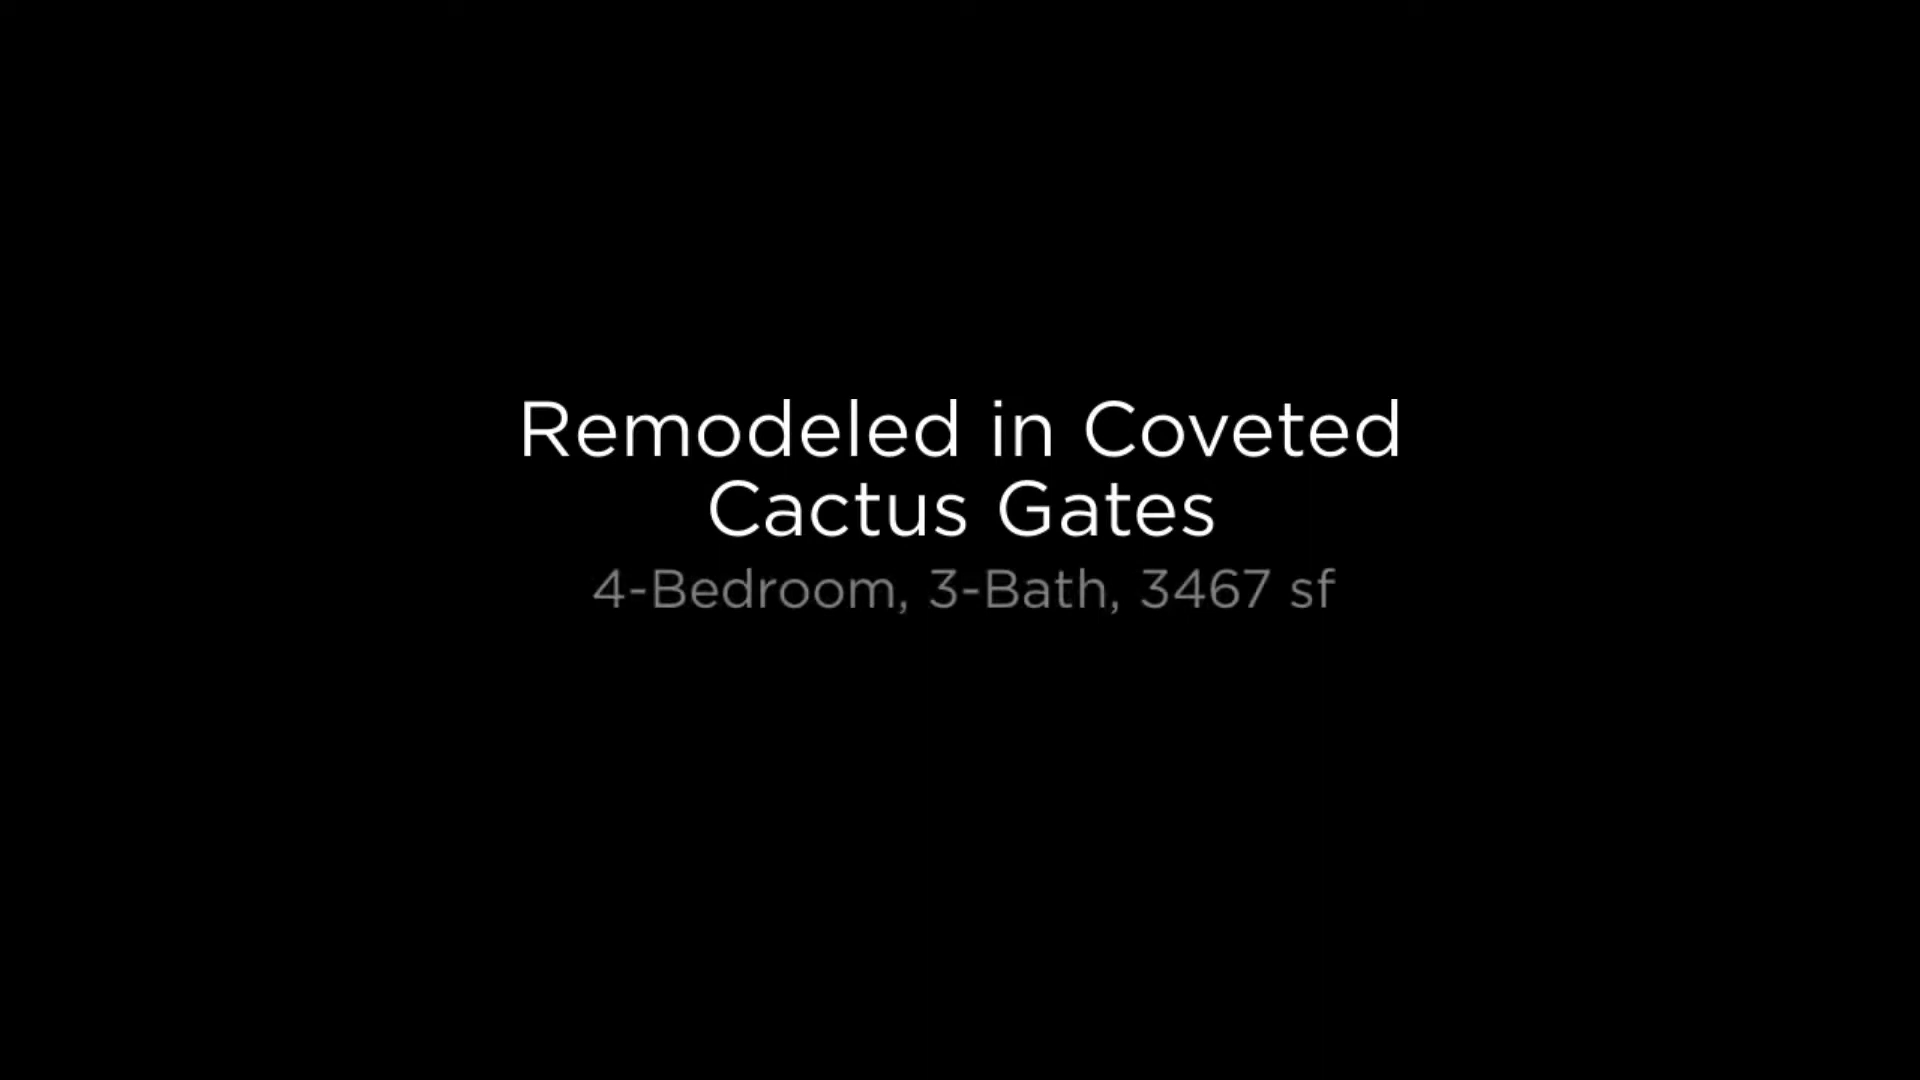 Remodeled in Coveted
Cactus Gates
4-Bedroom, 3-Bath, 3467 sf